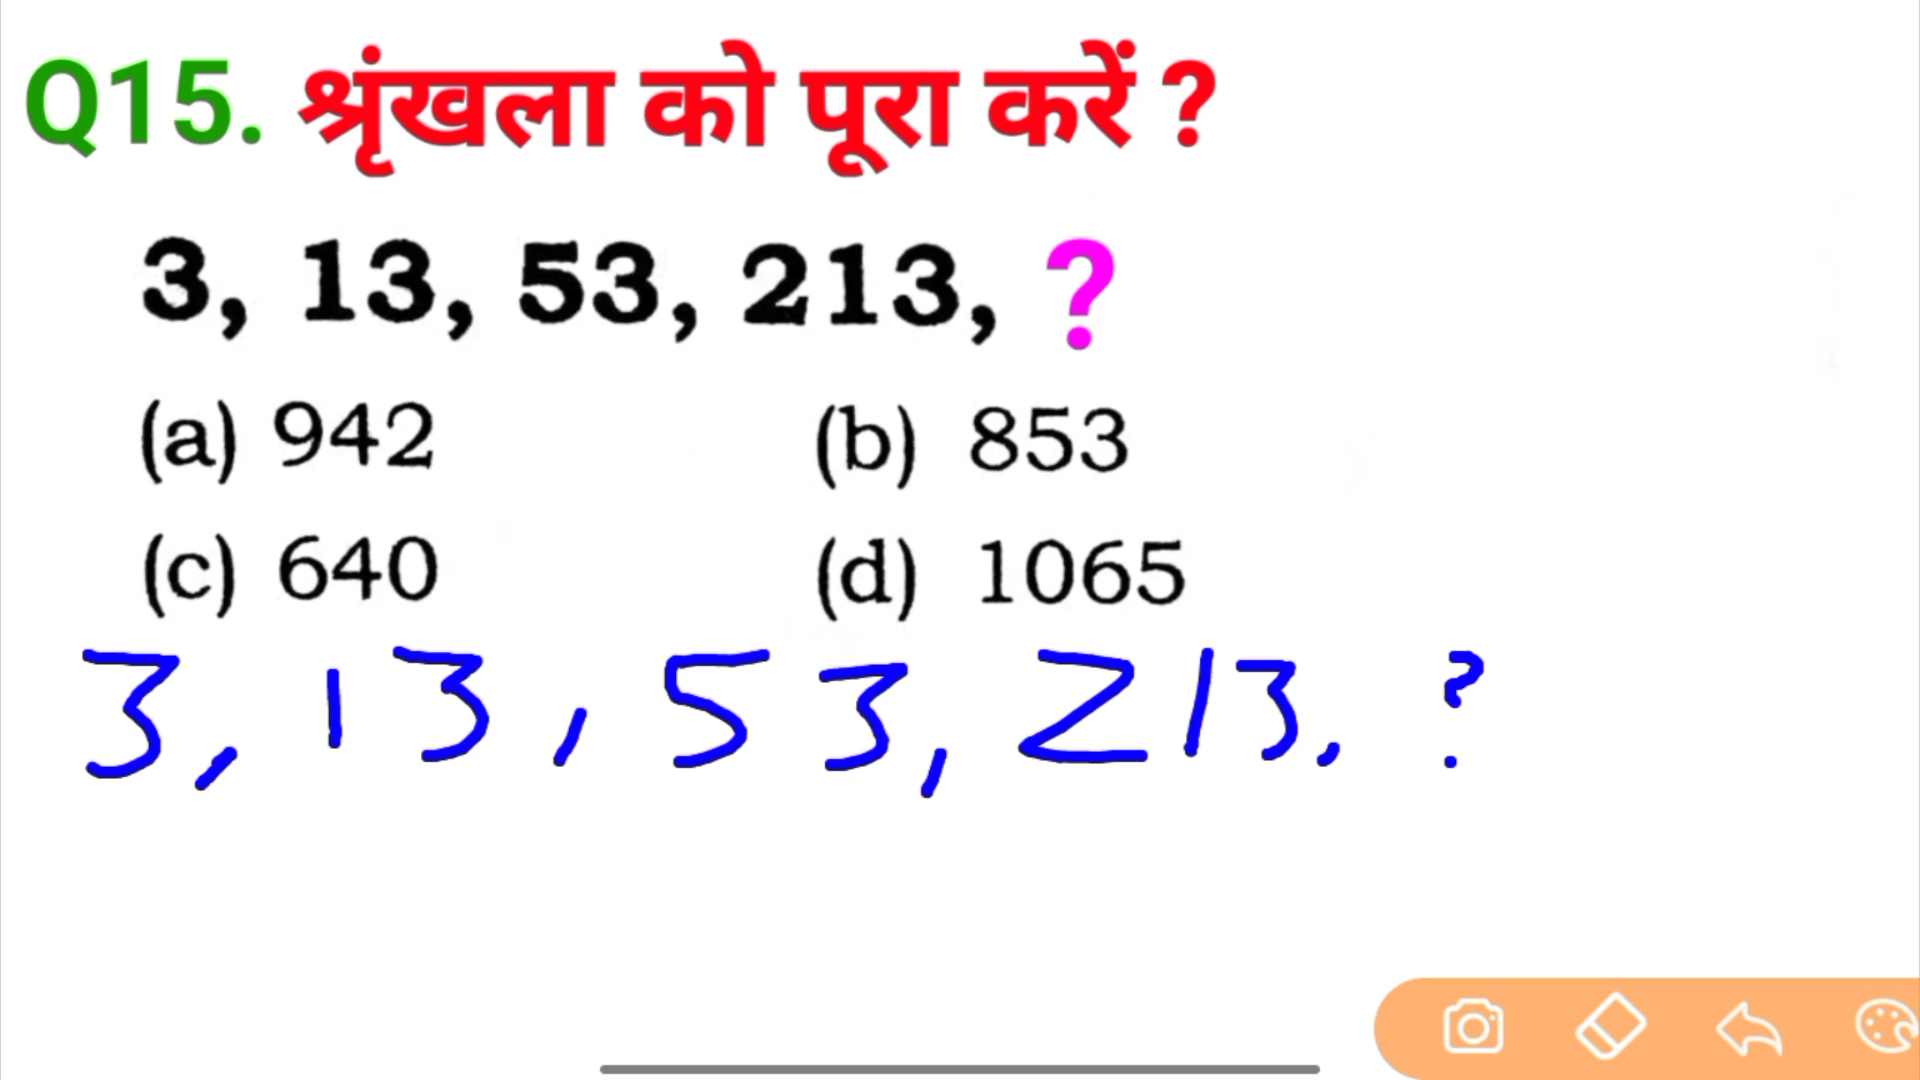 Q15. श्रृंखला को पूरा करें ?
3, 13, 53, 213, ?
(a) 942 (b) 853
(c) 640 (d) 1065
3, 13, 53, 213, ?